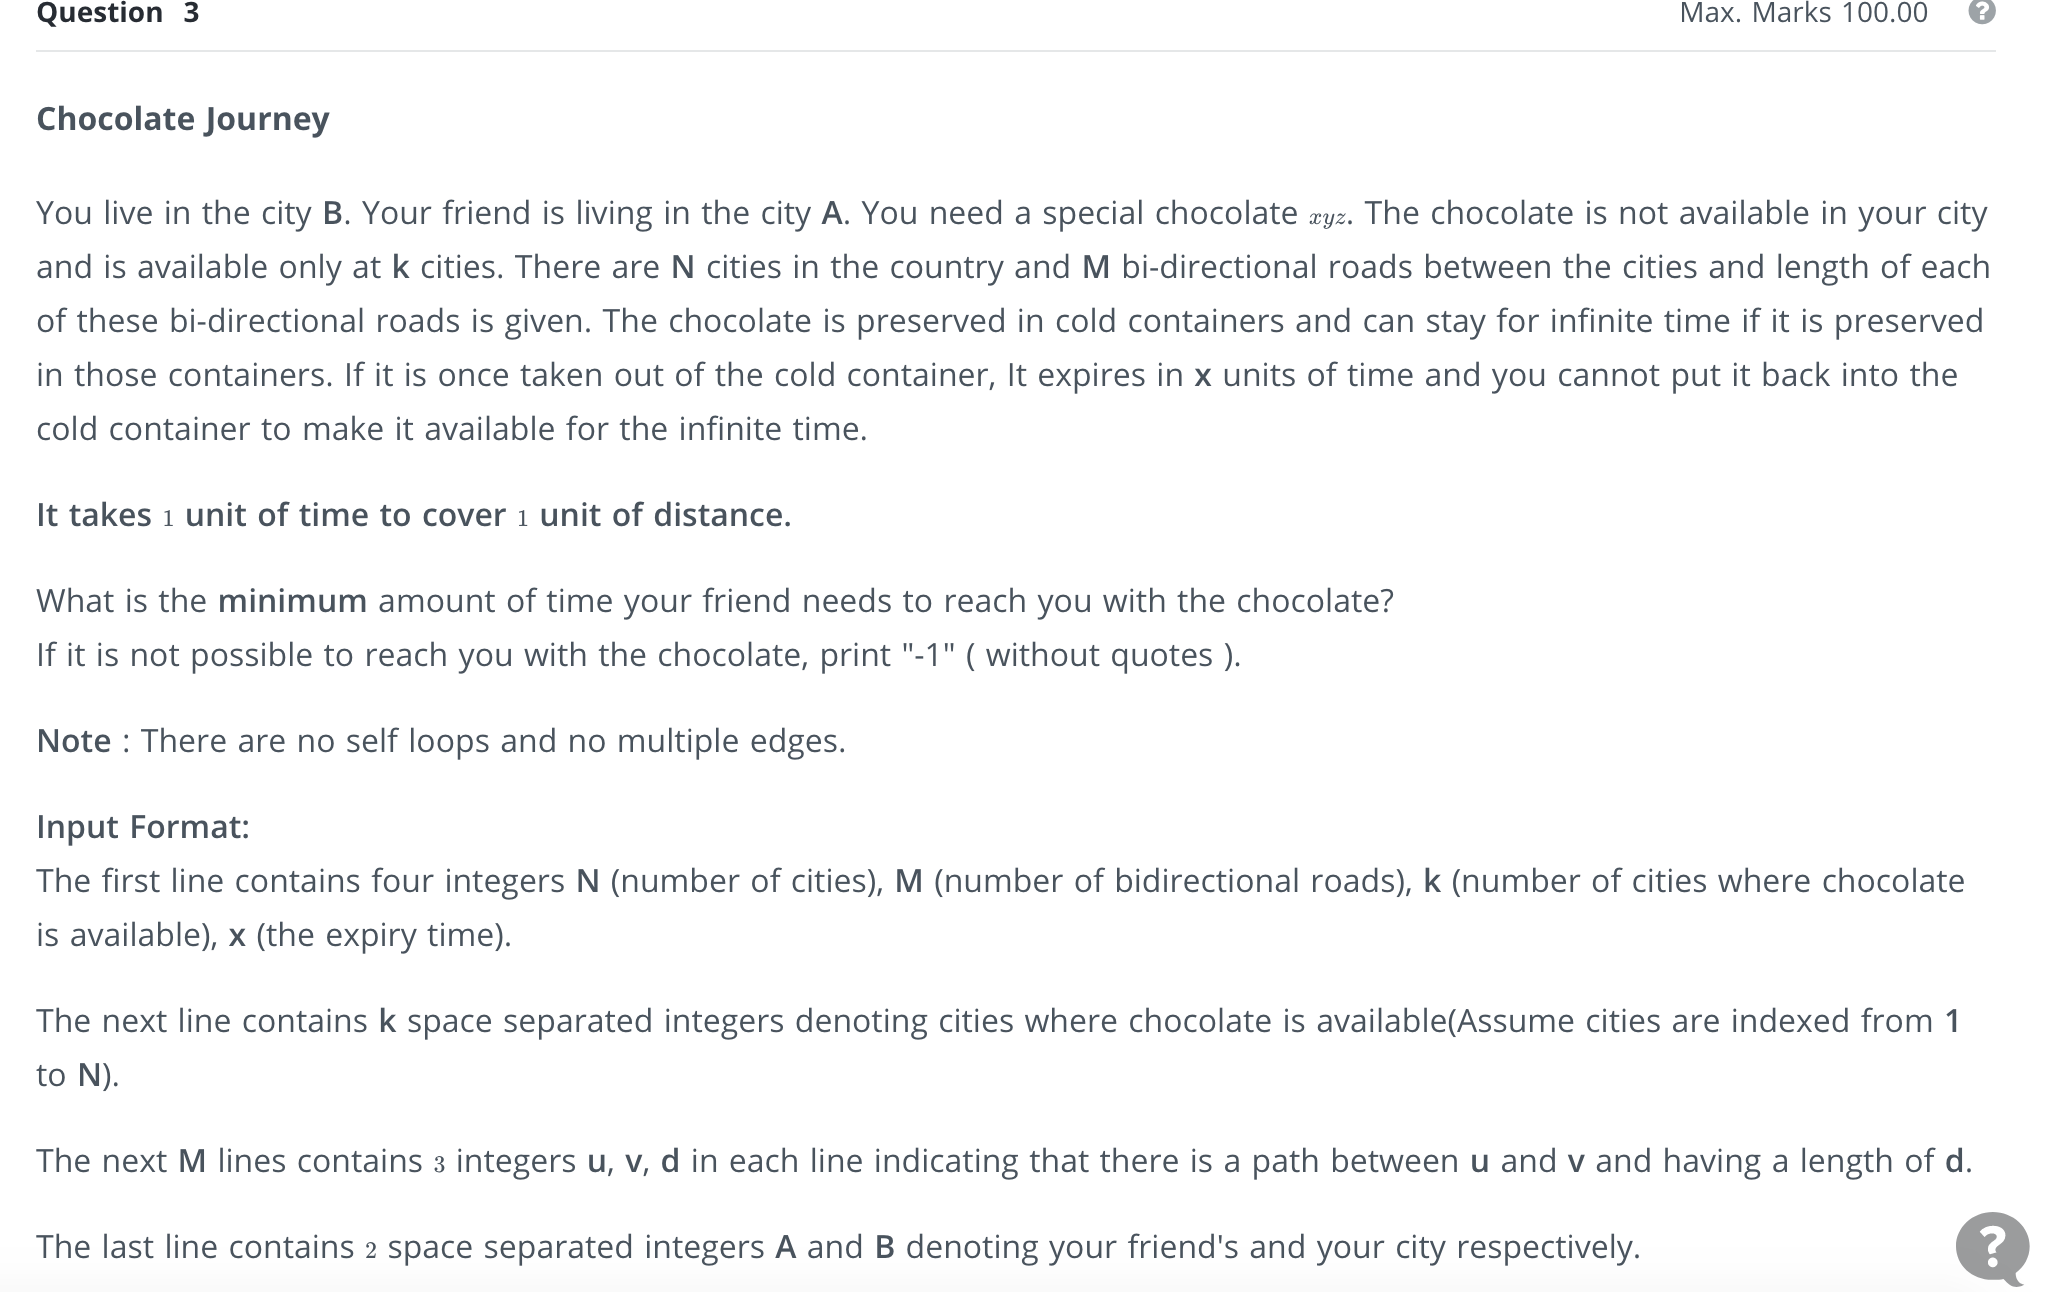 Question 3
Max. Marks 100.00
?
Chocolate Journey
You live in the city B. Your friend is living in the city A. You need a special chocolate xyz. The chocolate is not available in your city
and is available only at k cities. There are N cities in the country and M bi-directional roads between the cities and length of each
of these bi-directional roads is given. The chocolate is preserved in cold containers and can stay for infinite time if it is preserved
in those containers. If it is once taken out of the cold container, It expires in x units of time and you cannot put it back into the
cold container to make it available for the infinite time.
It takes 1 unit of time to cover 1 unit of distance.
What is the minimum amount of time your friend needs to reach you with the chocolate?
If it is not possible to reach you with the chocolate, print "-1" ( without quotes ).
Note : There are no self loops and no multiple edges.
Input Format:
The first line contains four integers N (number of cities), M (number of bidirectional roads), k (number of cities where chocolate
is available), x (the expiry time).
The next line contains k space separated integers denoting cities where chocolate is available(Assume cities are indexed from 1
to N).
The next M lines contains 3 integers u, v, d in each line indicating that there is a path between u and v and having a length of d.
The last line contains 2 space separated integers A and B denoting your friend's and your city respectively.
?